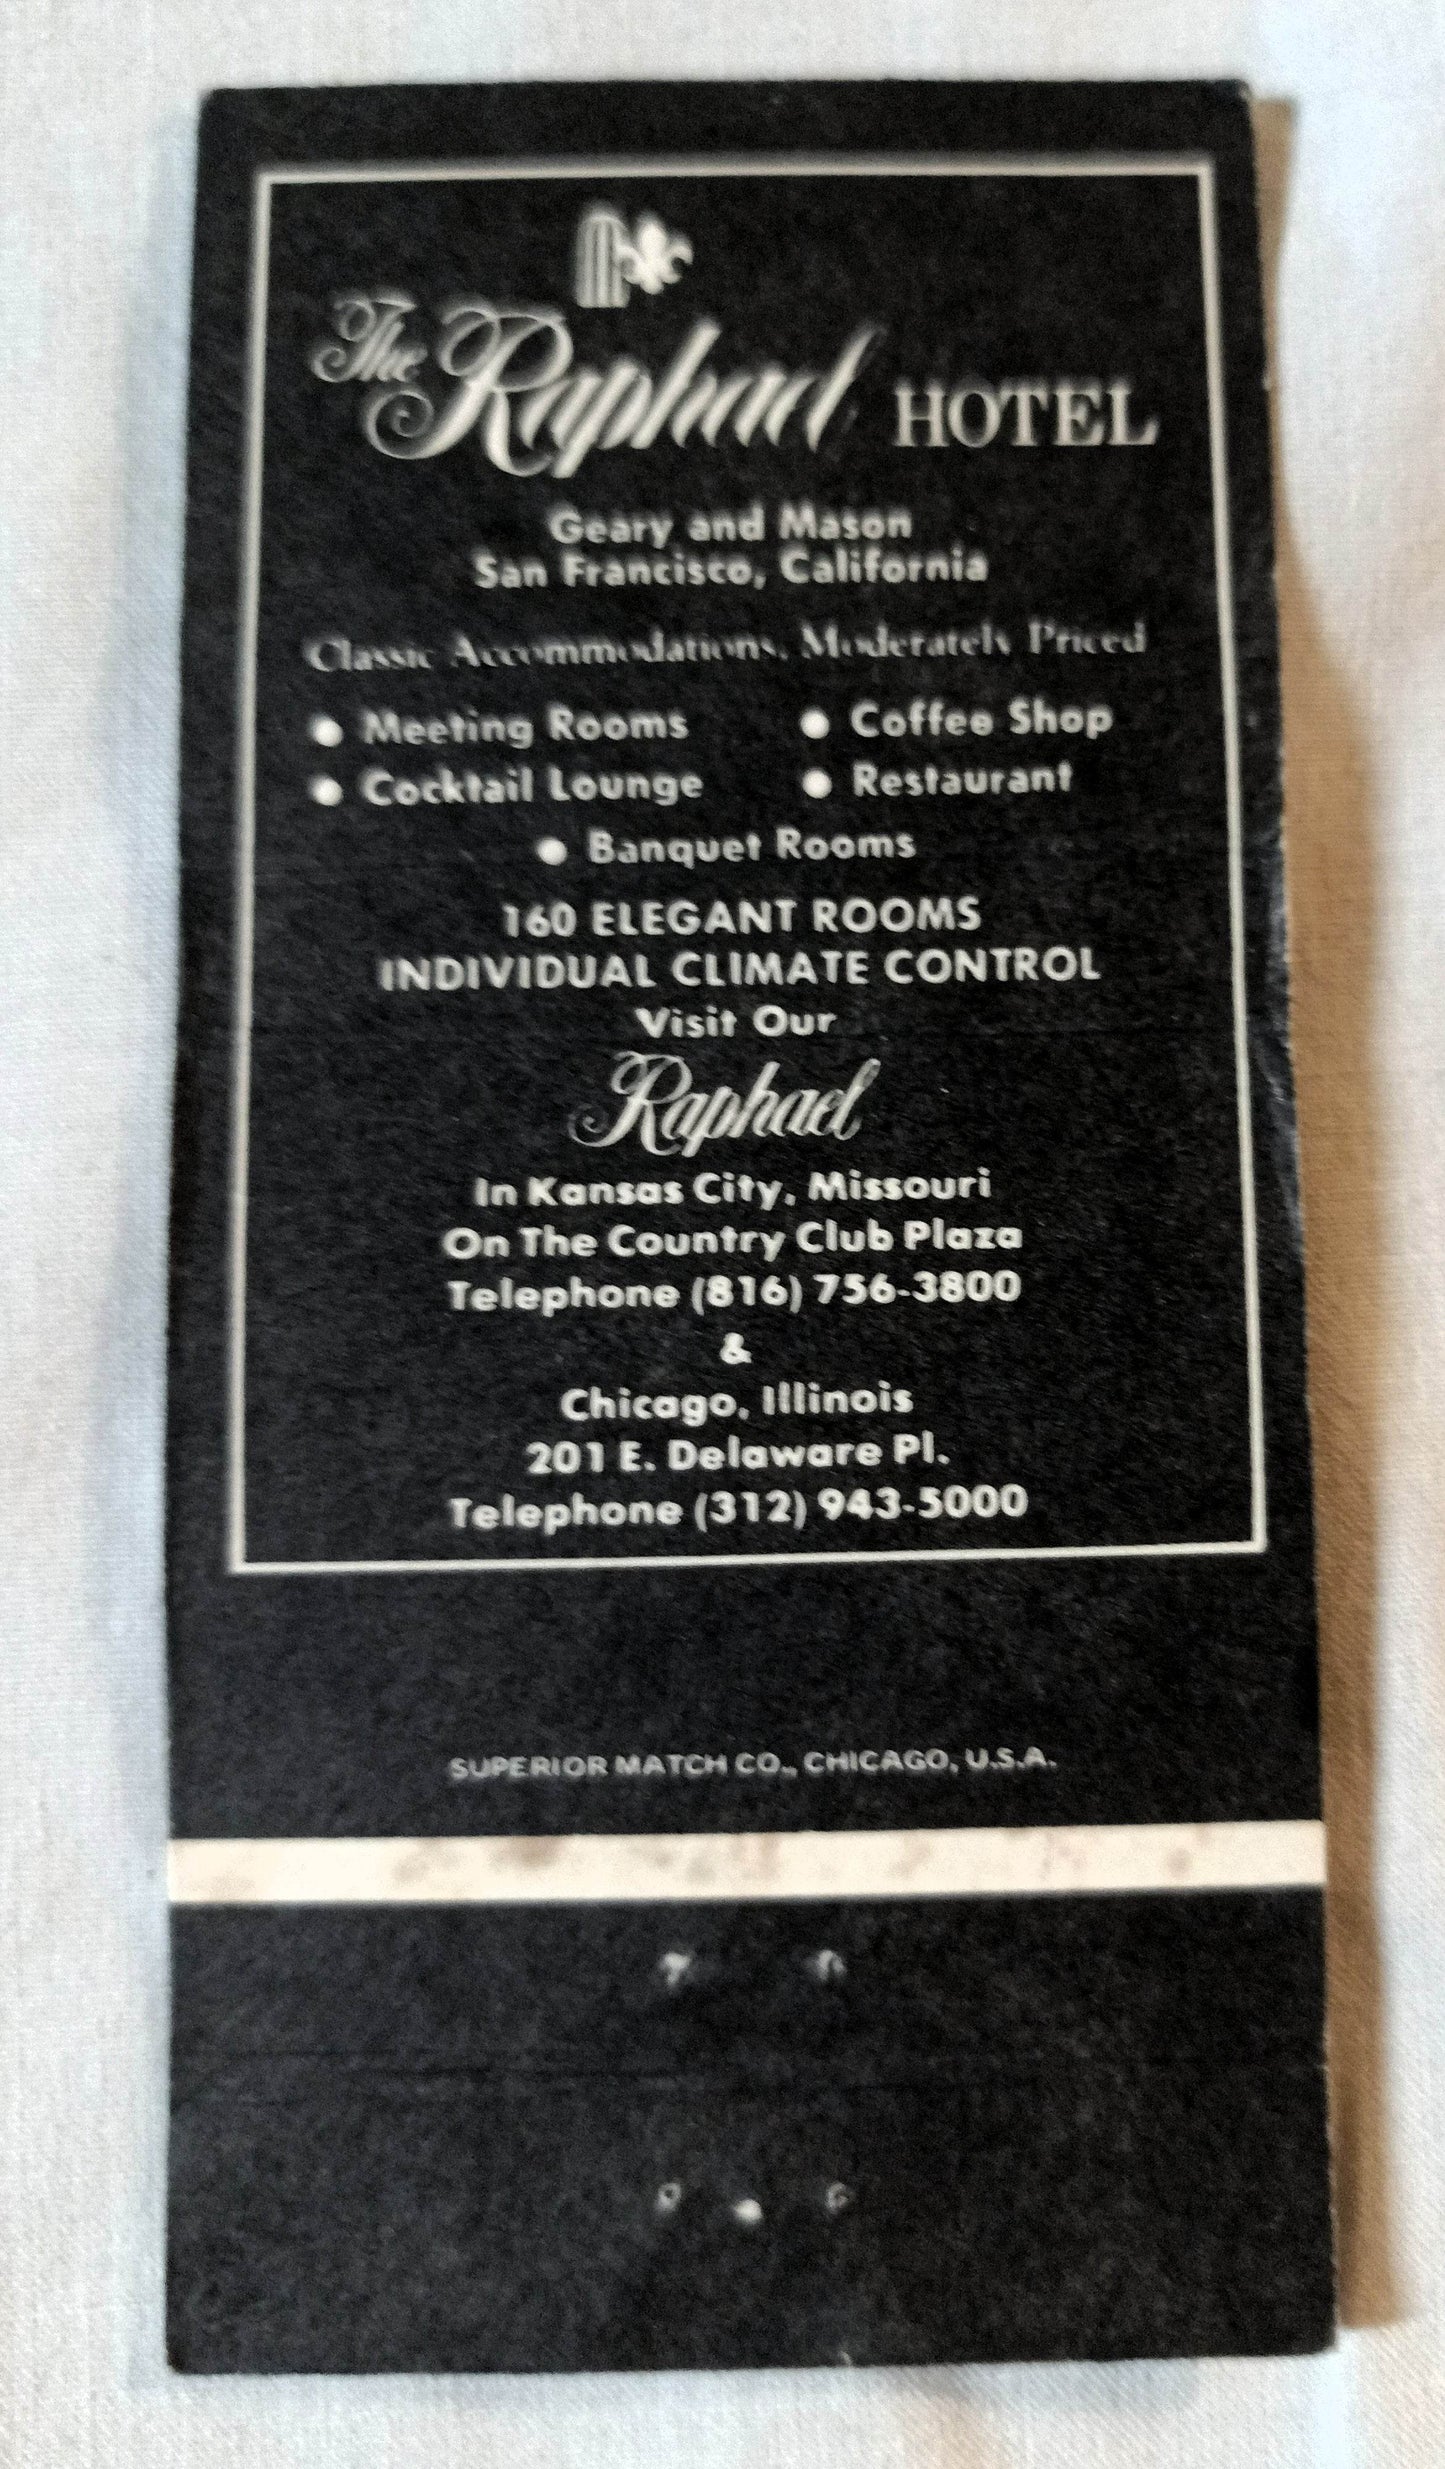 The Raphael HOTEL
Geary and Mason
San Francisco, California
Classic Accommodations, Moderately Priced
• Meeting Rooms • Coffee Shop
• Cocktail Lounge • Restaurant
• Banquet Rooms
160 ELEGANT ROOMS
INDIVIDUAL CLIMATE CONTROL
Visit Our
Raphael
In Kansas City, Missouri
On The Country Club Plaza
Telephone (816) 756-3800
&
Chicago, Illinois
201 E. Delaware Pl.
Telephone (312) 943-5000
SUPERIOR MATCH CO., CHICAGO, U.S.A.